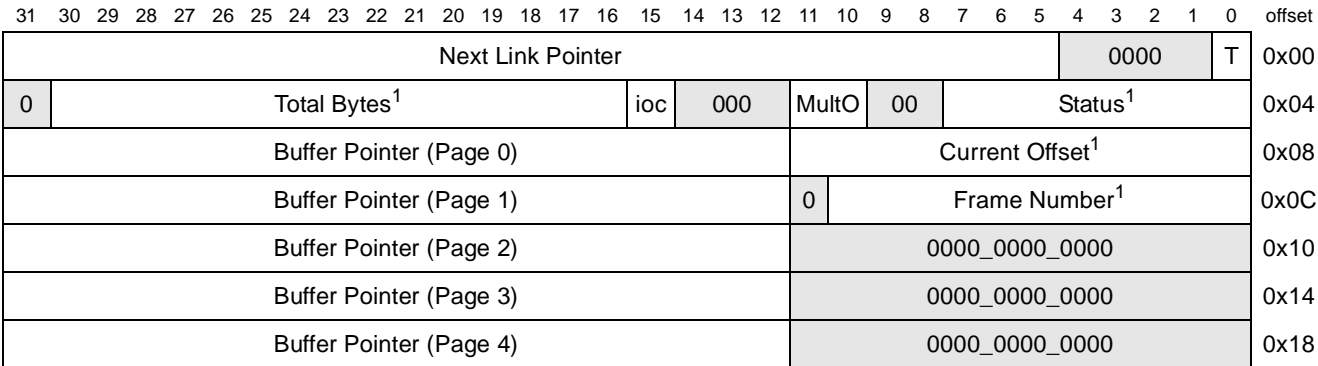 31 30 29 28 27 26 25 24 23 22 21 20 19 18 17 16 15 14 13 12 11 10 9 8 7 6 5 4 3 2 1 0 offset
Next Link Pointer 0000 T 0x00
0 Total Bytes1 ioc 000 MultO 00 Status1 0x04
Buffer Pointer (Page 0) Current Offset1 0x08
Buffer Pointer (Page 1) 0 Frame Number1 0x0C
Buffer Pointer (Page 2) 0000_0000_0000 0x10
Buffer Pointer (Page 3) 0000_0000_0000 0x14
Buffer Pointer (Page 4) 0000_0000_0000 0x18